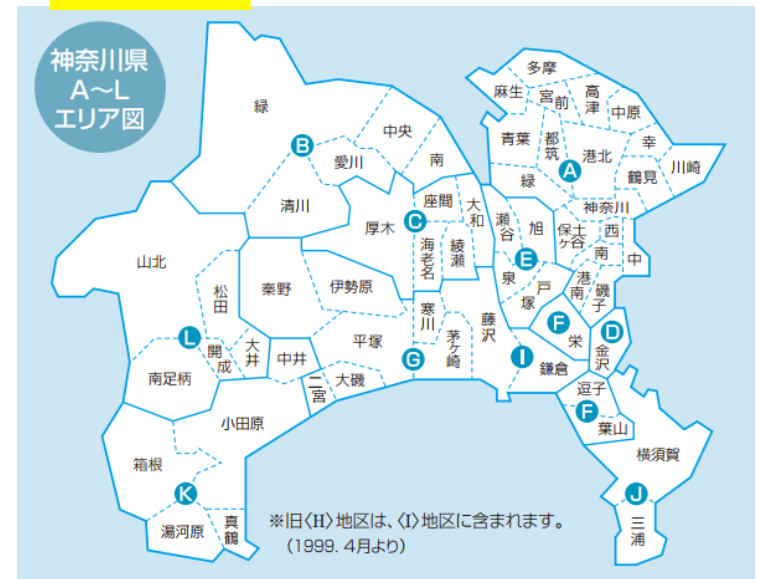 神奈川県
A～L
エリア図
多摩
麻生
宮前
高津
中原
緑
中央
青葉
都筑
港北
幸
川崎
B
愛川
南
A
鶴見
緑
清川
座間
大和
神奈川
C
厚木
瀬谷
旭
保土ヶ谷
西
山北
海老名
綾瀬
E
南
中
松田
秦野
伊勢原
泉
戸塚
港南
磯子
寒川
藤沢
F
D
L
平塚
茅ヶ崎
栄
開成
大井
中井
G
I
鎌倉
金沢
南足柄
二宮
大磯
逗子
F
小田原
葉山
箱根
横須賀
K
J
湯河原
真鶴
三浦
※旧〈H〉地区は、〈I〉地区に含まれます。
（1999. 4月より）